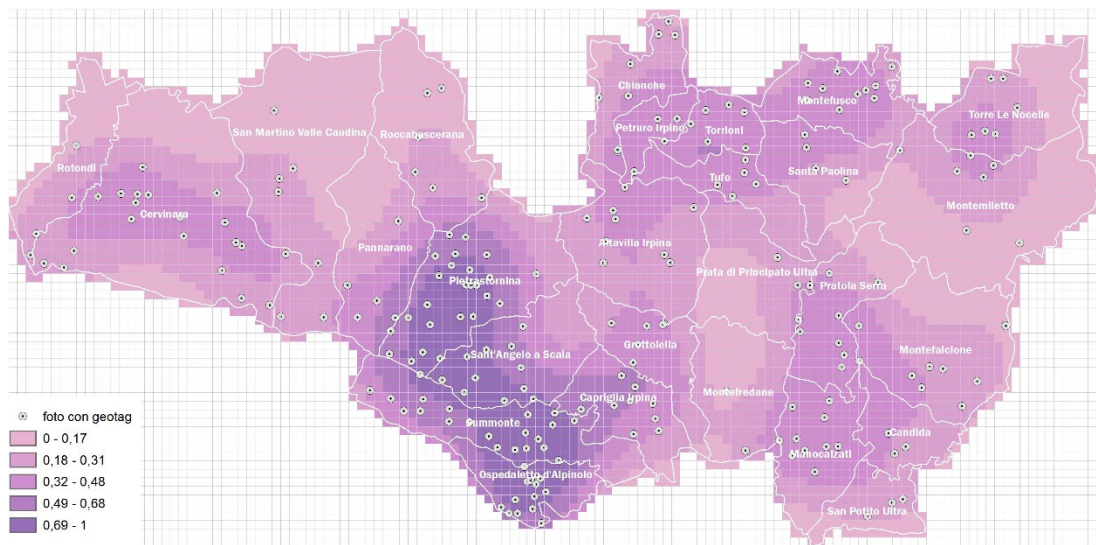 Chianche
Montefusco
Torre Le Nocelle
San Martino Valle Caudina
Roccabascerana
Petruro Irpino
Torrioni
Rotondi
Tufo
Santa Paolina
Cervinara
Montemiletto
Pannarano
Altavilla Irpina
Prata di Principato Ultra
Pietrastornina
Pratola Serra
Sant'Angelo a Scala
Grottolella
Montefalcione
Montefredane
Capriglia Irpina
Summonte
Candida
Manocalzati
Ospedaletto d'Alpinolo
San Potito Ultra
foto con geotag
0 - 0,17
0,18 - 0,31
0,32 - 0,48
0,49 - 0,68
0,69 - 1